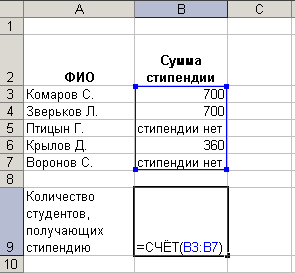 A B C
1
Сумма
2 ФИО стипендии
3 Комаров С. 700
4 Зверьков Л. 700
5 Птицын Г. стипендии нет
6 Крылов Д. 360
7 Воронов С. стипендии нет
8
Количество
студентов,
получающих
9 стипендию =СЧЁТ(B3:B7)
10